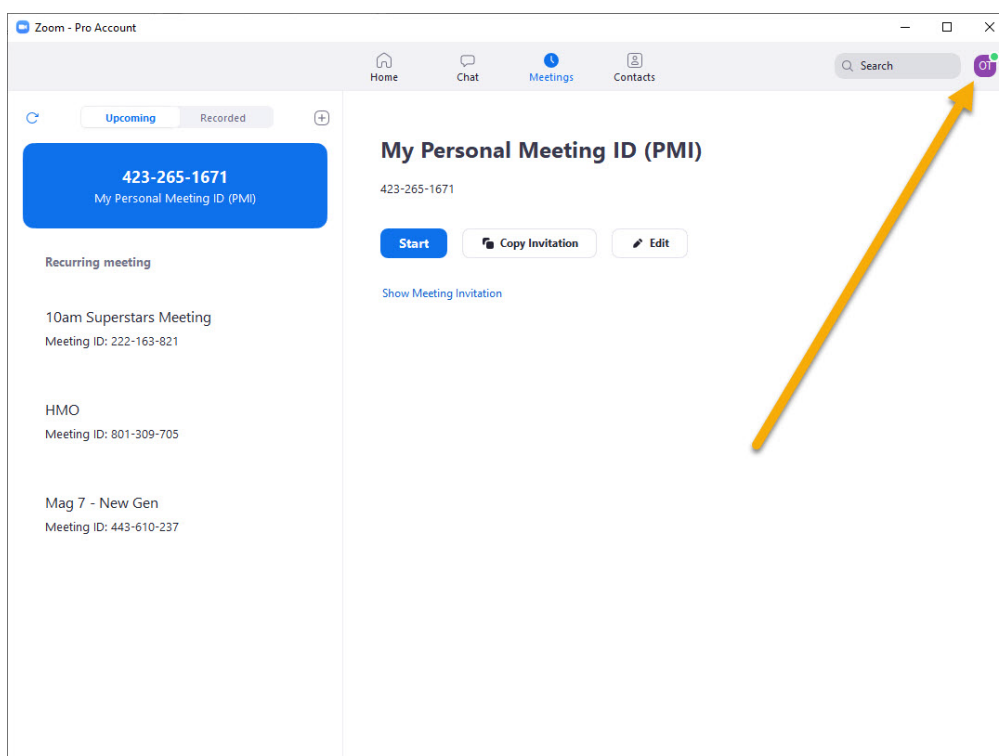 Zoom - Pro Account
Home Chat Meetings Contacts
Search
OT
Upcoming Recorded
423-265-1671
My Personal Meeting ID (PMI)
Recurring meeting
10am Superstars Meeting
Meeting ID: 222-163-821
HMO
Meeting ID: 801-309-705
Mag 7 - New Gen
Meeting ID: 443-610-237
My Personal Meeting ID (PMI)
423-265-1671
Start Copy Invitation Edit
Show Meeting Invitation